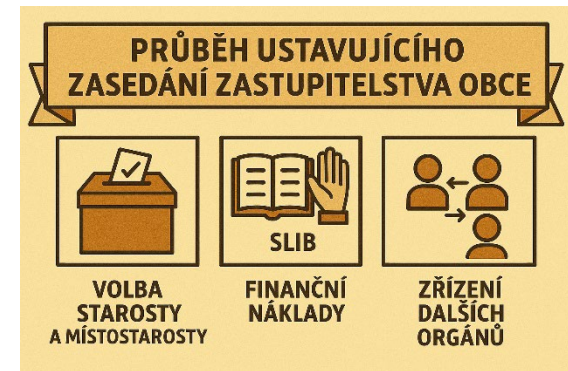 PRŮBĚH USTAVUJÍCÍHO
ZASEDÁNÍ ZASTUPITELSTVA OBCE
VOLBA
STAROSTY
A MÍSTOSTAROSTY
SLIB
FINANČNÍ
NÁKLADY
ZŘÍZENÍ
DALŠÍCH
ORGÁNŮ